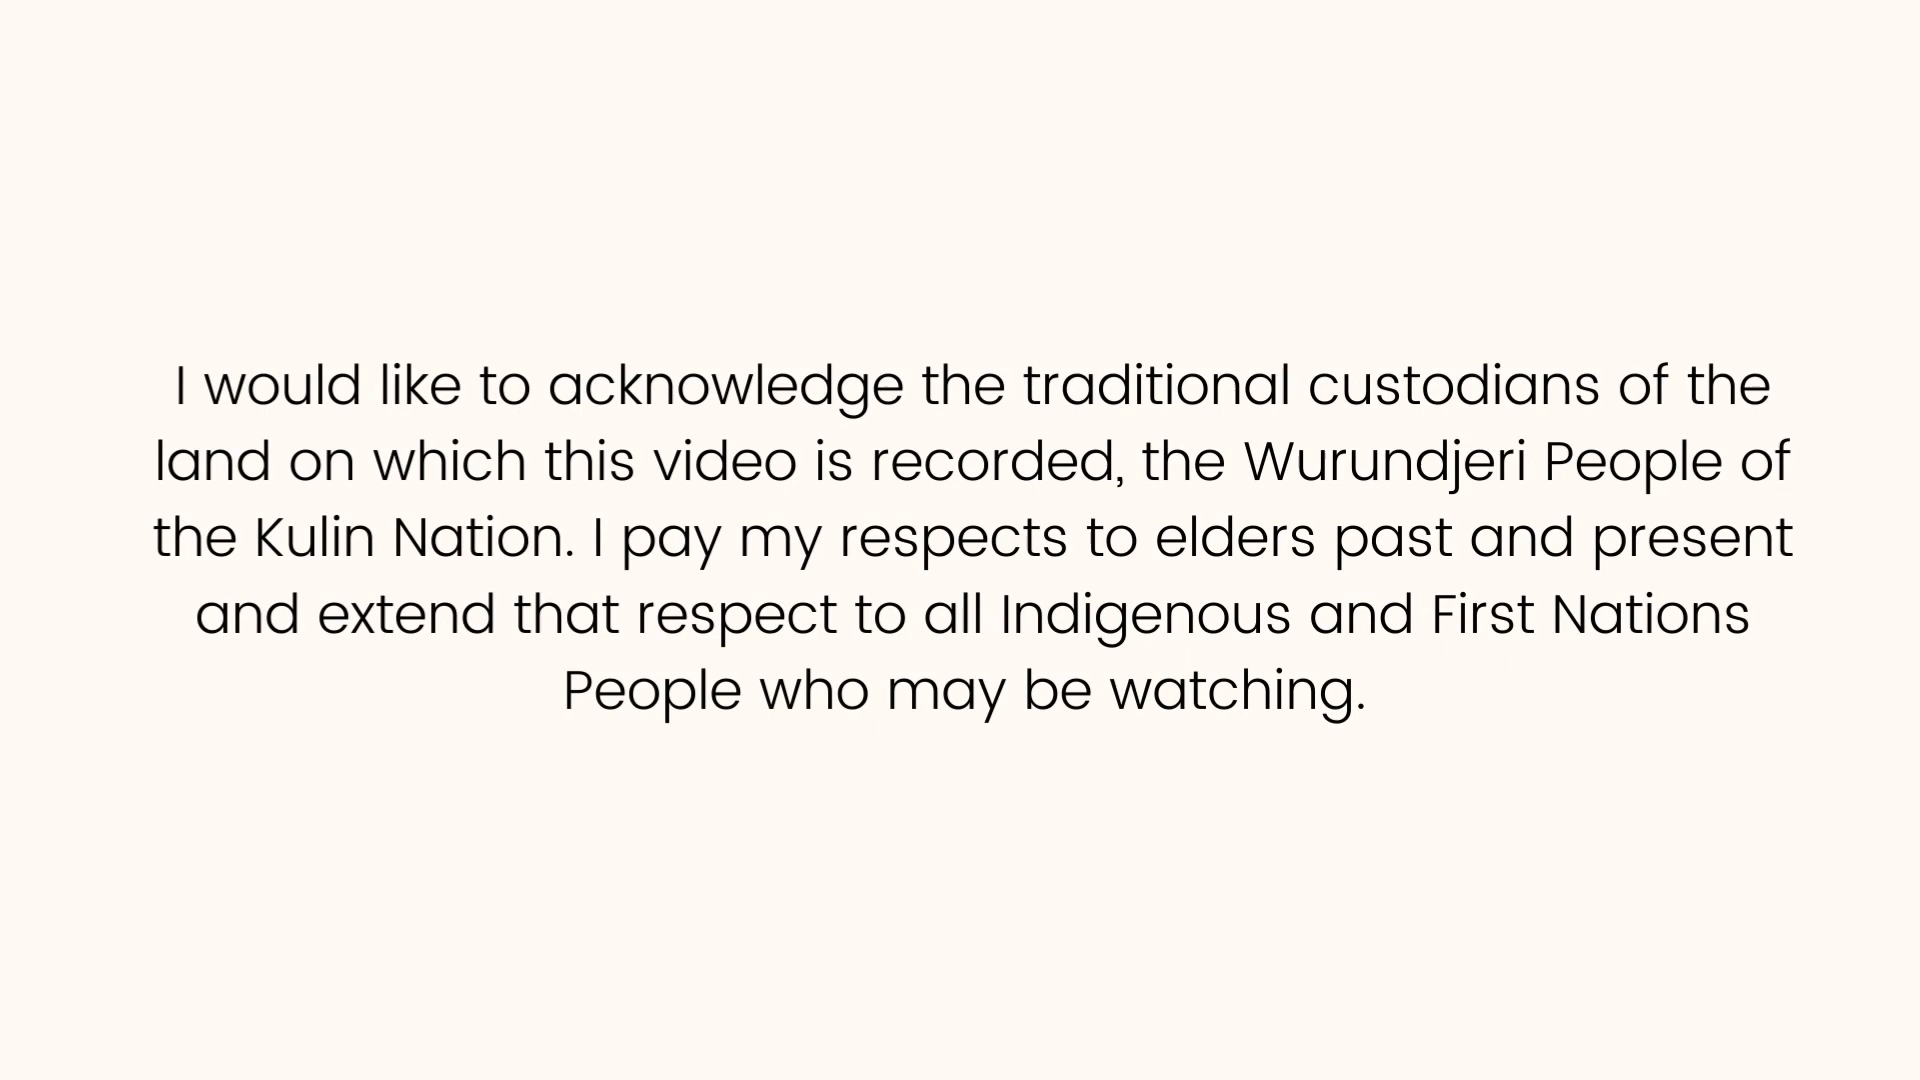 I would like to acknowledge the traditional custodians of the
land on which this video is recorded, the Wurundjeri People of
the Kulin Nation. I pay my respects to elders past and present
and extend that respect to all Indigenous and First Nations
People who may be watching.